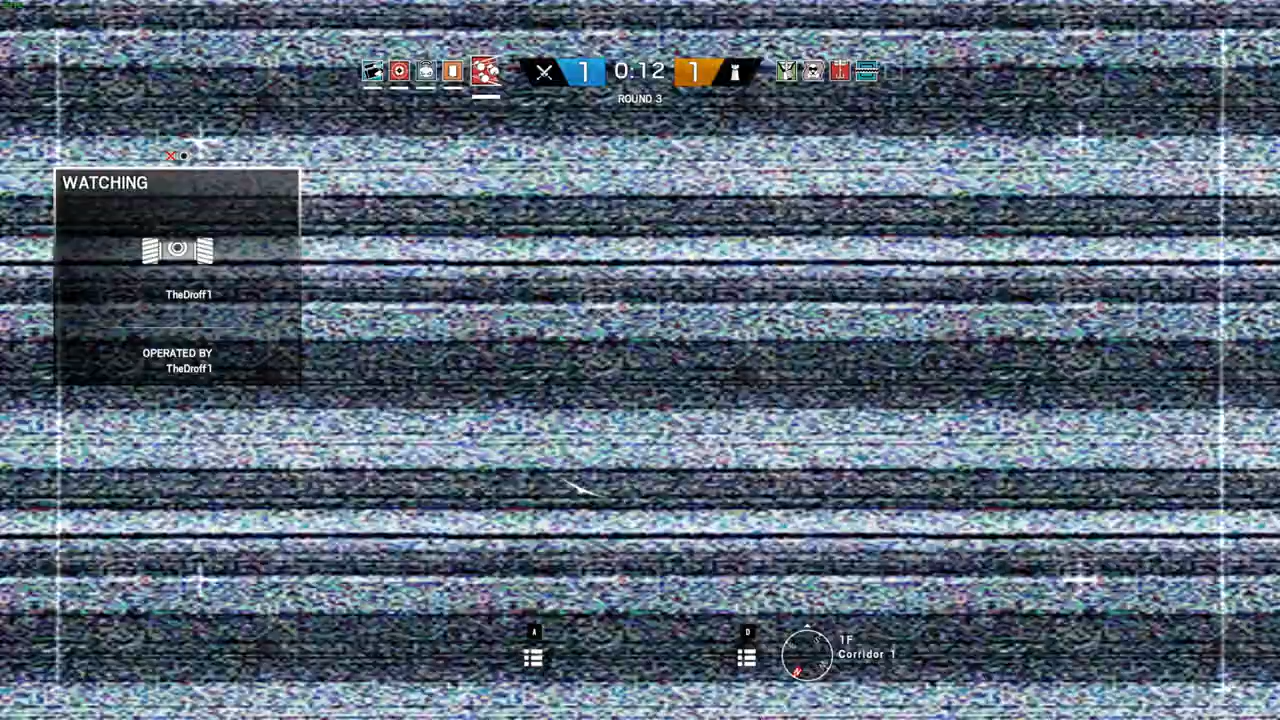 1 0:12 1
ROUND 3
WATCHING
TheDroff1
OPERATED BY
TheDroff1
A D
1F
Corridor 1